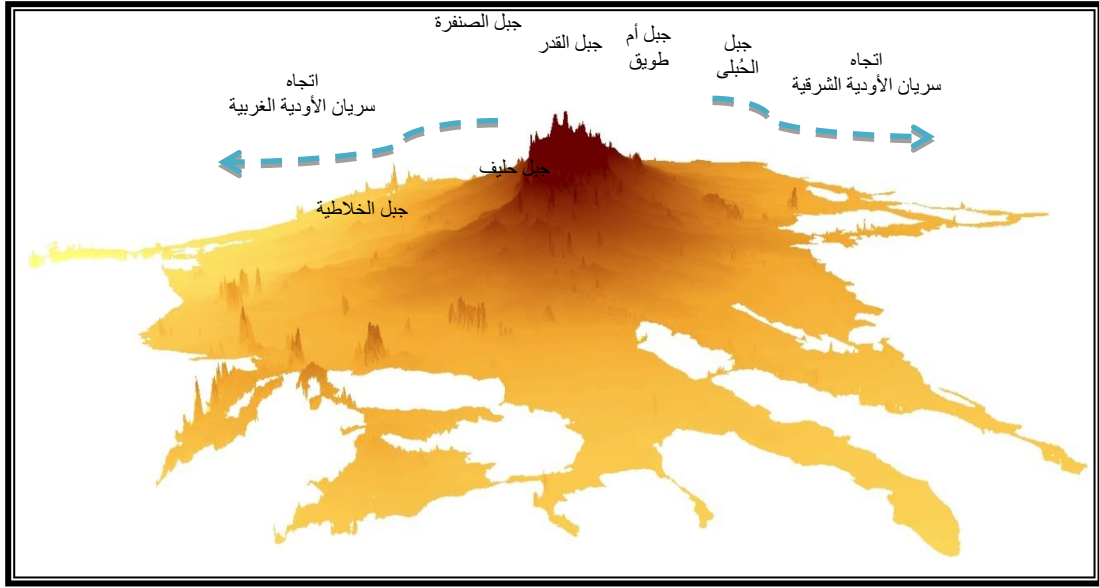 جبل الصنفرة
جبل القدر
جبل أم
طويق
جبل
الحُبلى
اتجاه
سريان الأودية الشرقية
اتجاه
سريان الأودية الغربية
جبل حليف
جبل الخلاطية